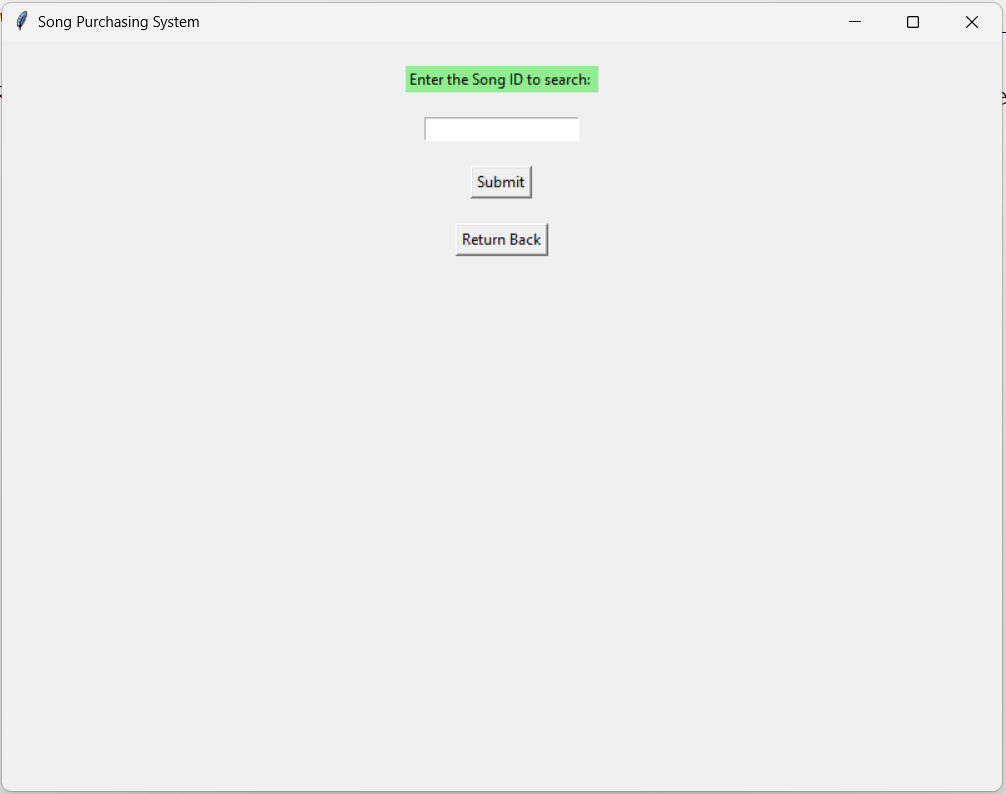 Song Purchasing System
Enter the Song ID to search:
Submit
Return Back